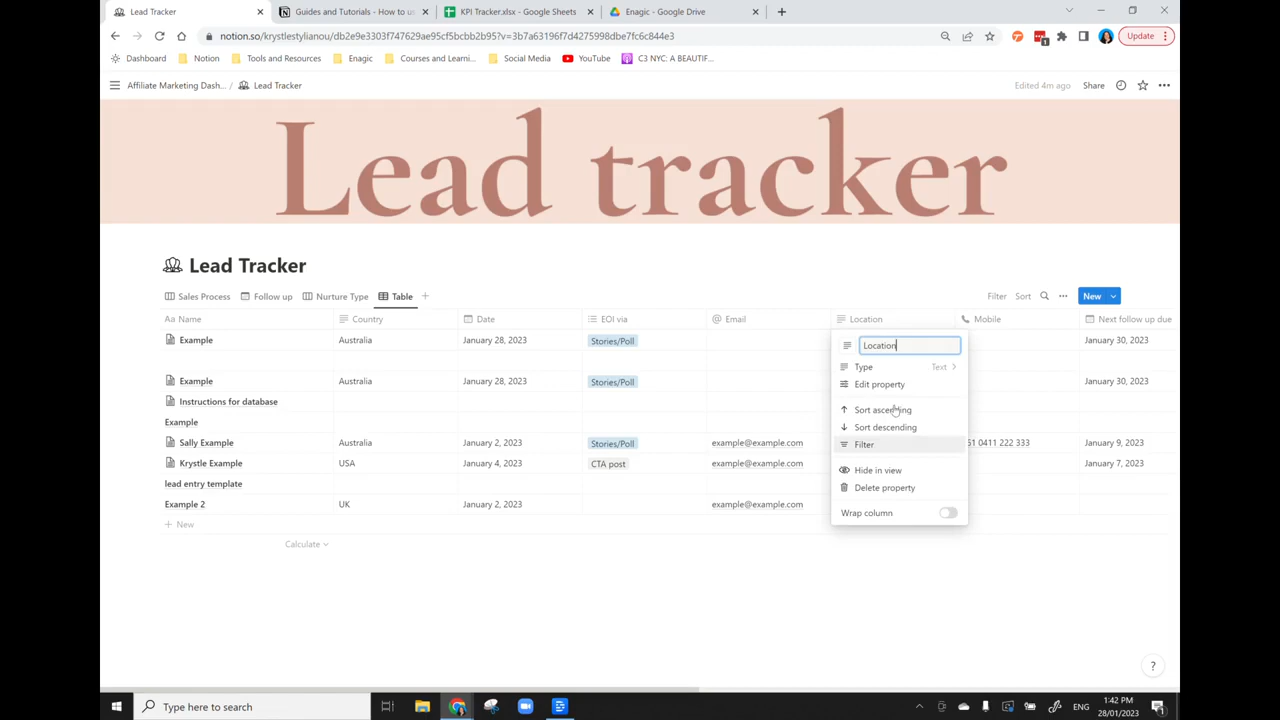 Lead Tracker
Guides and Tutorials - How to us
KPI Tracker.xlsx - Google Sheets
Enagic - Google Drive
notion.so/krystlestylianou/db2e9e3303f747629ae95cf5bcbb2b95?v=3b7a63196f7d4275998dbe7fc6c844e3
Update
Dashboard
Notion
Tools and Resources
Enagic
Courses and Learni...
Social Media
YouTube
C3 NYC: A BEAUTIF...
Affiliate Marketing Dash... / Lead Tracker
Edited 4m ago
Share
Lead tracker
Lead Tracker
Sales Process
Follow up
Nurture Type
Table
Filter
Sort
New
Aa Name
Country
Date
EOI via
Email
Location
Mobile
Next follow up due
Example
Australia
January 28, 2023
Stories/Poll
January 30, 2023
Example
Australia
January 28, 2023
Stories/Poll
January 30, 2023
Instructions for database
Example
Sally Example
Australia
January 2, 2023
Stories/Poll
example@example.com
61 0411 222 333
January 9, 2023
Krystle Example
USA
January 4, 2023
CTA post
example@example.com
January 7, 2023
lead entry template
Example 2
UK
January 2, 2023
example@example.com
+ New
Calculate
Location
Type
Text
Edit property
Sort ascending
Sort descending
Filter
Hide in view
Delete property
Wrap column
?
Type here to search
ENG
1:42 PM
28/01/2023